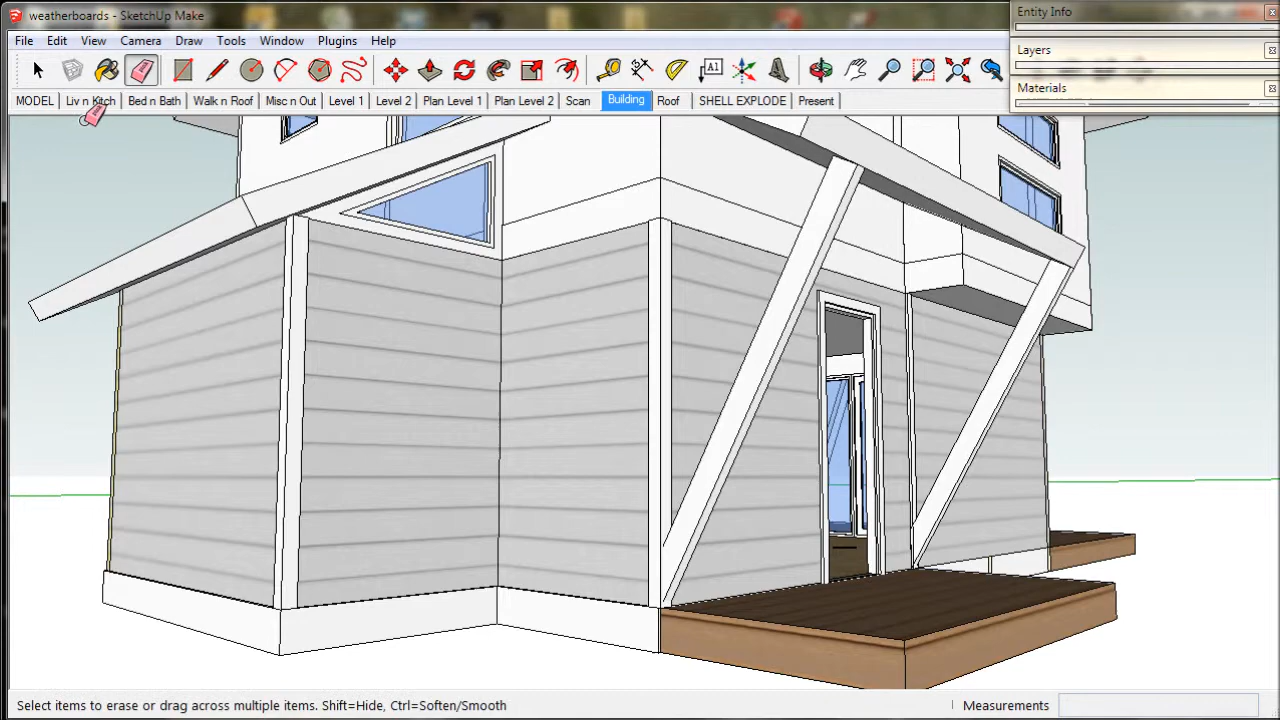 weatherboards - SketchUp Make
Entity Info
File Edit View Camera Draw Tools Window Plugins Help
Layers
A1
Materials
MODEL Liv n Kitch Bed n Bath Walk n Roof Misc n Out Level 1 Level 2 Plan Level 1 Plan Level 2 Scan Building Roof SHELL EXPLODE Present
Select items to erase or drag across multiple items. Shift=Hide, Ctrl=Soften/Smooth
Measurements